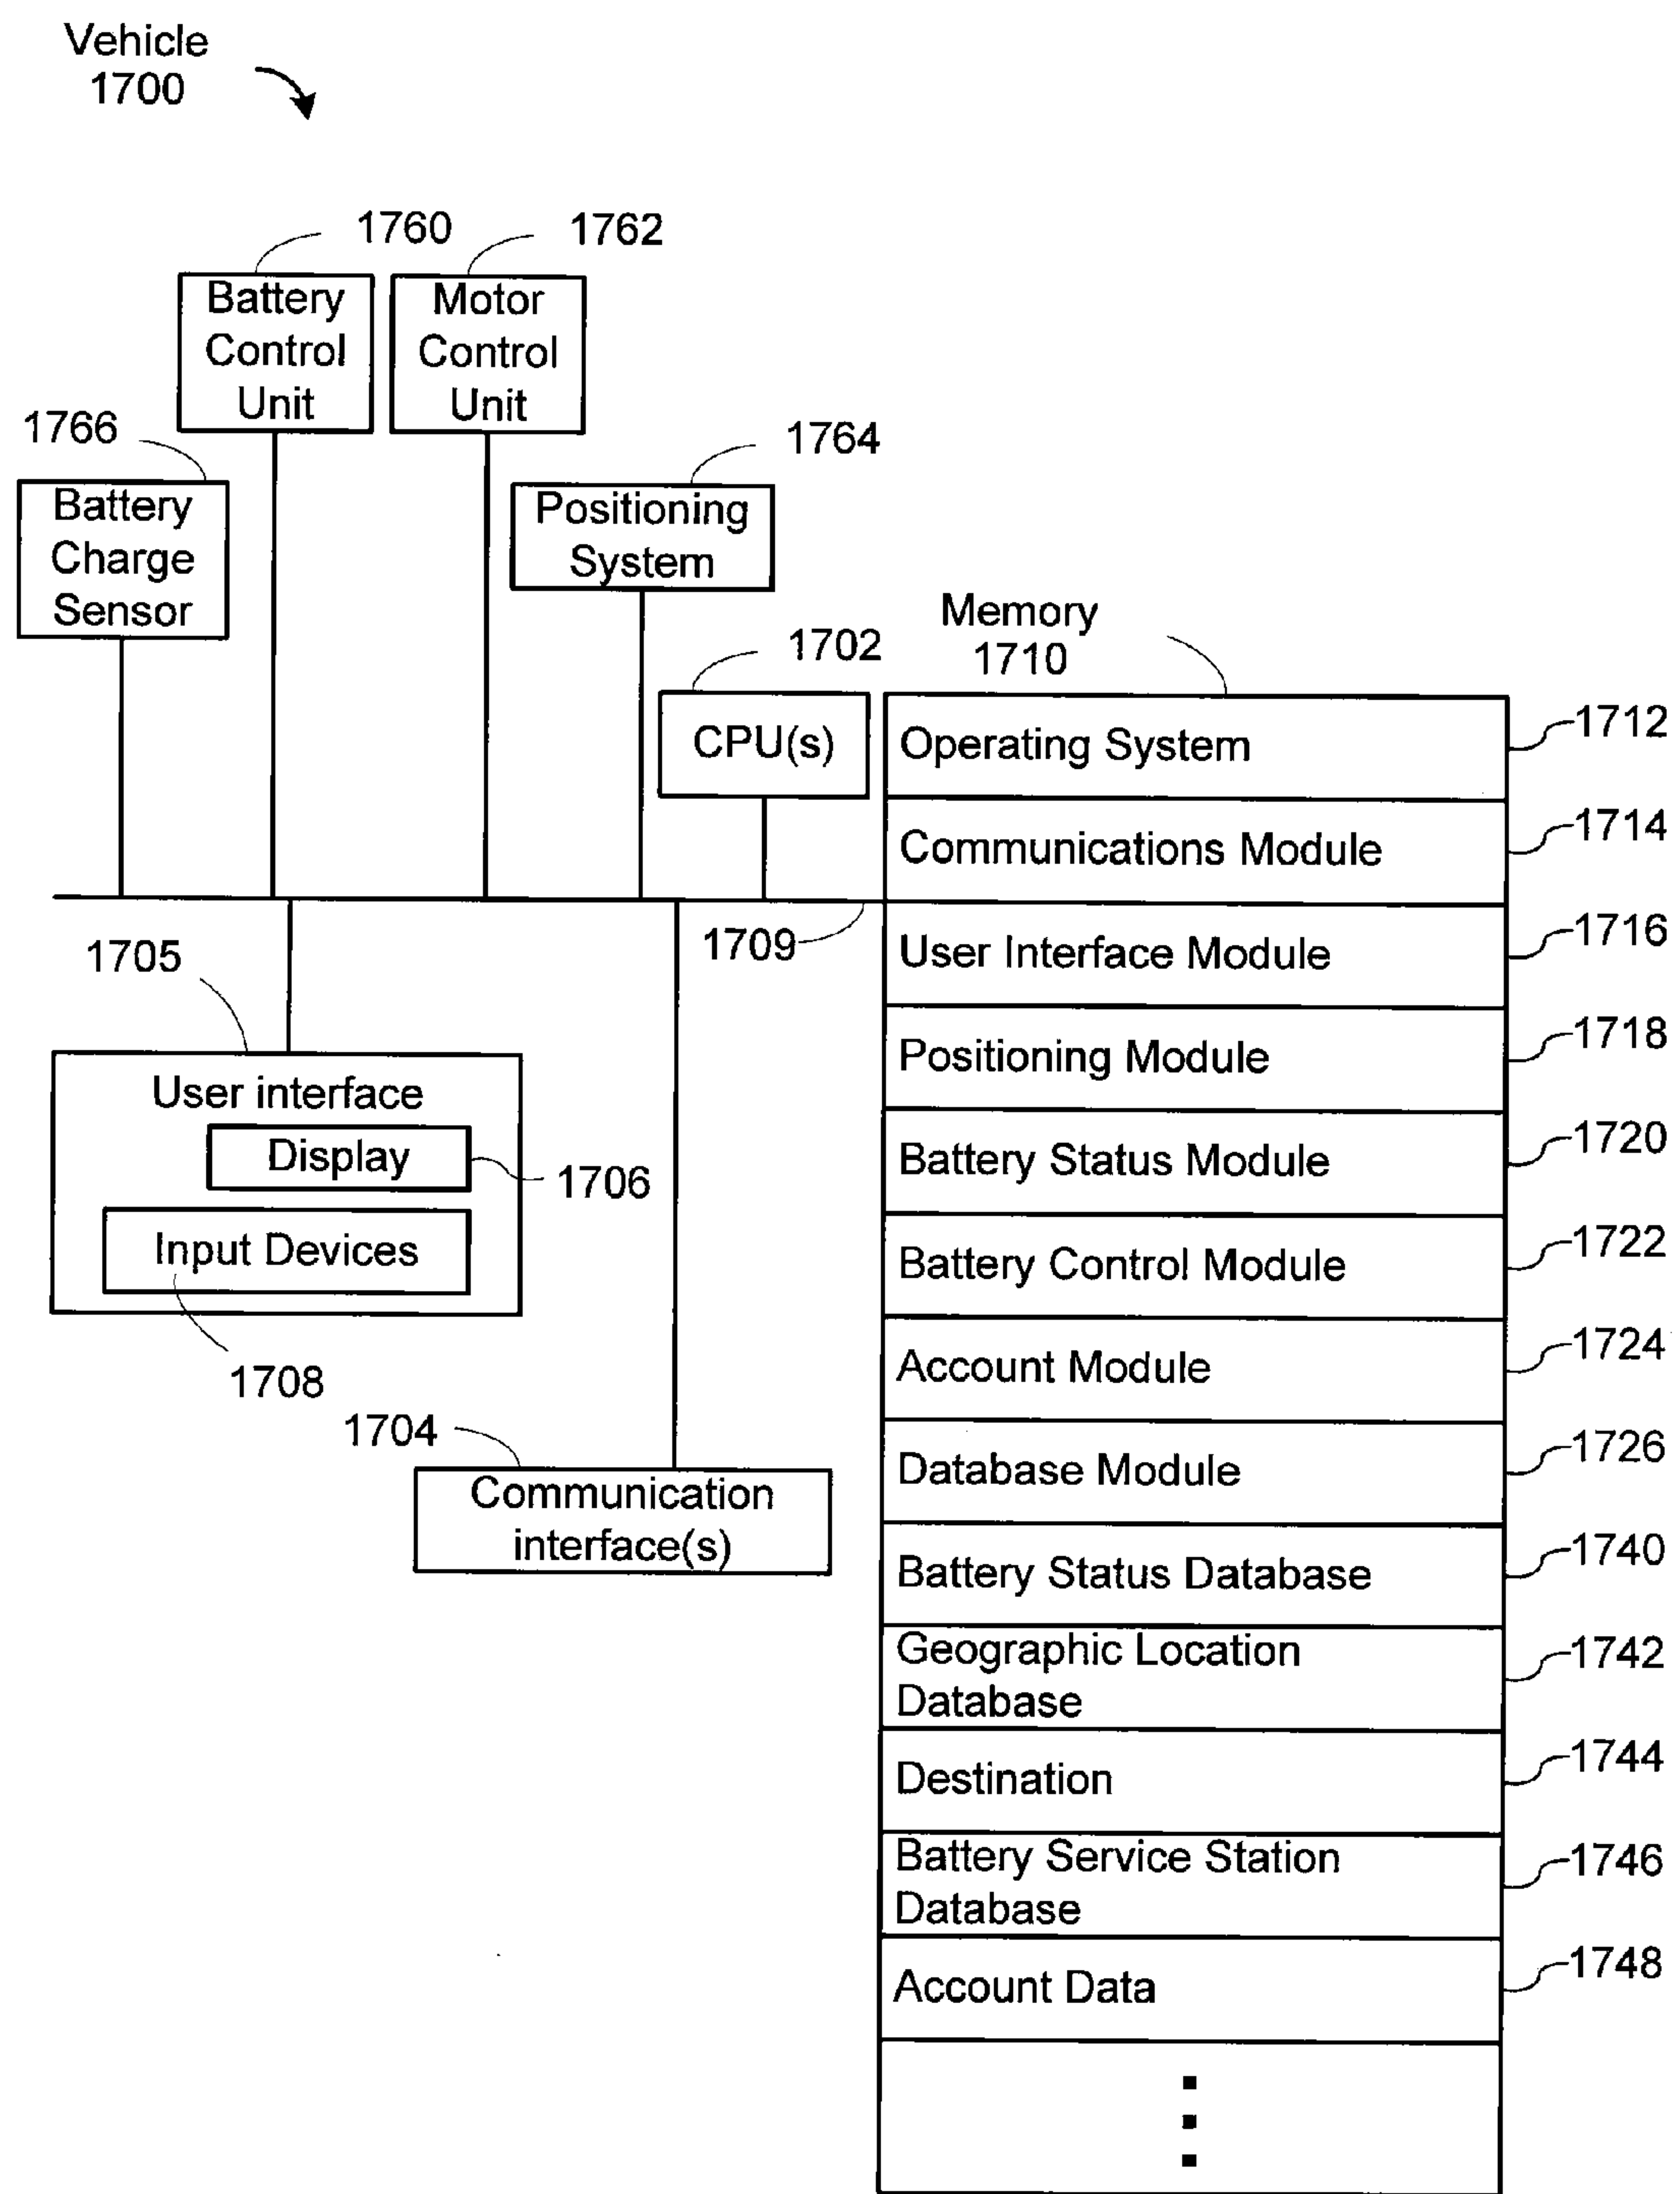 Vehicle
1700
1760
1762
Battery
Control
Unit
Motor
Control
Unit
1766
1764
Battery
Charge
Sensor
Positioning
System
Memory
1710
1702
CPU(s)
Operating System
1712
Communications Module
1714
1709
User Interface Module
1716
1705
Positioning Module
1718
User interface
Display
1706
Input Devices
1708
Battery Status Module
1720
Battery Control Module
1722
Account Module
1724
1704
Communication
interface(s)
Database Module
1726
Battery Status Database
1740
Geographic Location
Database
1742
Destination
1744
Battery Service Station
Database
1746
Account Data
1748